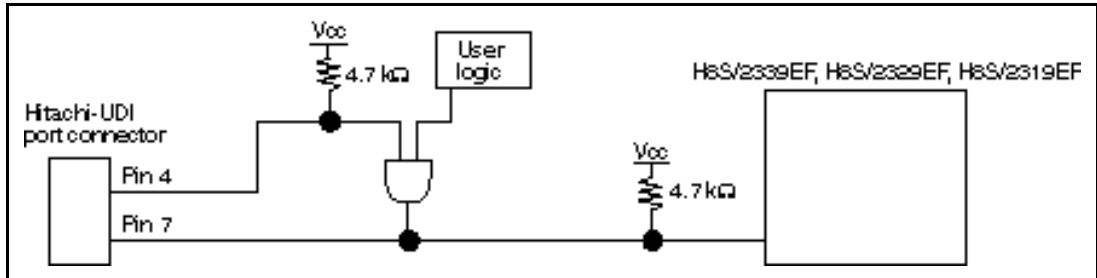 Vcc
4.7 kΩ
User
logic
H8S/2339EF, H8S/2329EF, H8S/2319EF
Hitachi-UDI
port connector
Pin 4
Vcc
4.7 kΩ
Pin 7